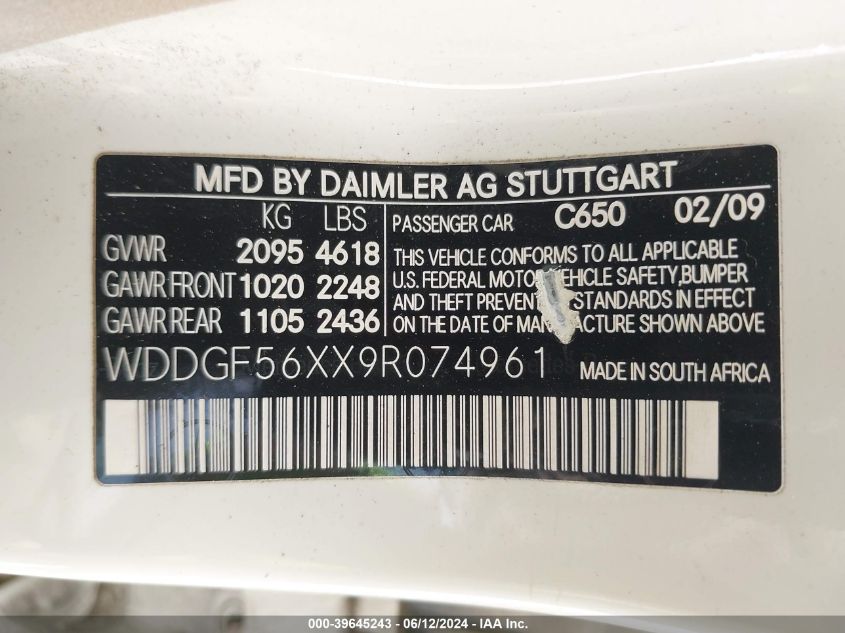 MFD BY DAIMLER AG STUTTGART
KG LBS
GVWR 2095 4618
GAWR FRONT 1020 2248
GAWR REAR 1105 2436
PASSENGER CAR C650 02/09
THIS VEHICLE CONFORMS TO ALL APPLICABLE
U.S. FEDERAL MOTOR VEHICLE SAFETY,BUMPER
AND THEFT PREVENT STANDARDS IN EFFECT
ON THE DATE OF MANUFACTURE SHOWN ABOVE
WDDGF56XX9R074961 MADE IN SOUTH AFRICA
000-39645243 - 06/12/2024 - IAA Inc.